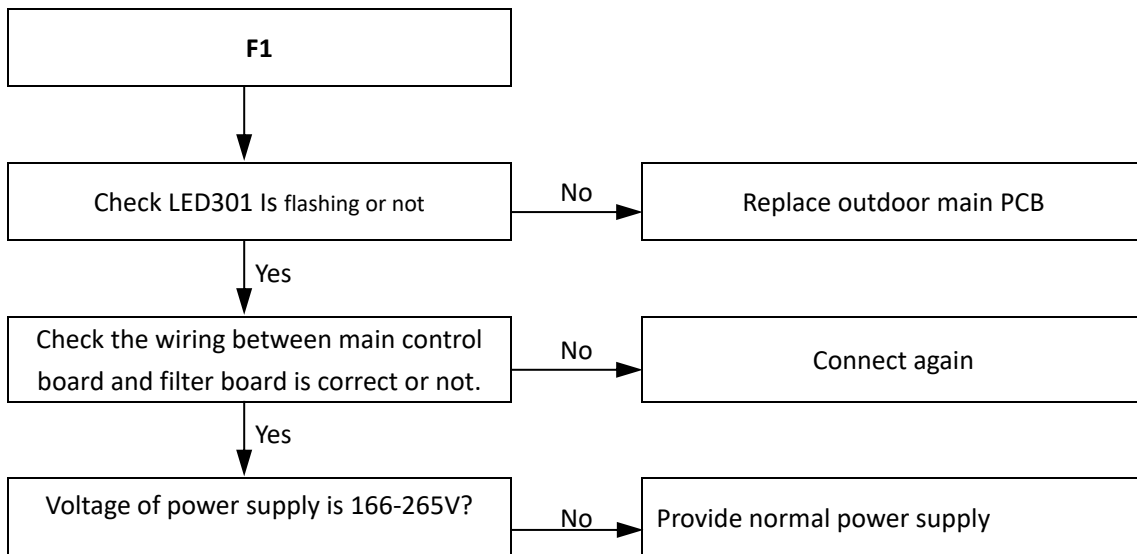 F1
Check LED301 Is flashing or not
No
Replace outdoor main PCB
Yes
Check the wiring between main control
board and filter board is correct or not.
No
Connect again
Yes
Voltage of power supply is 166-265V?
No
Provide normal power supply